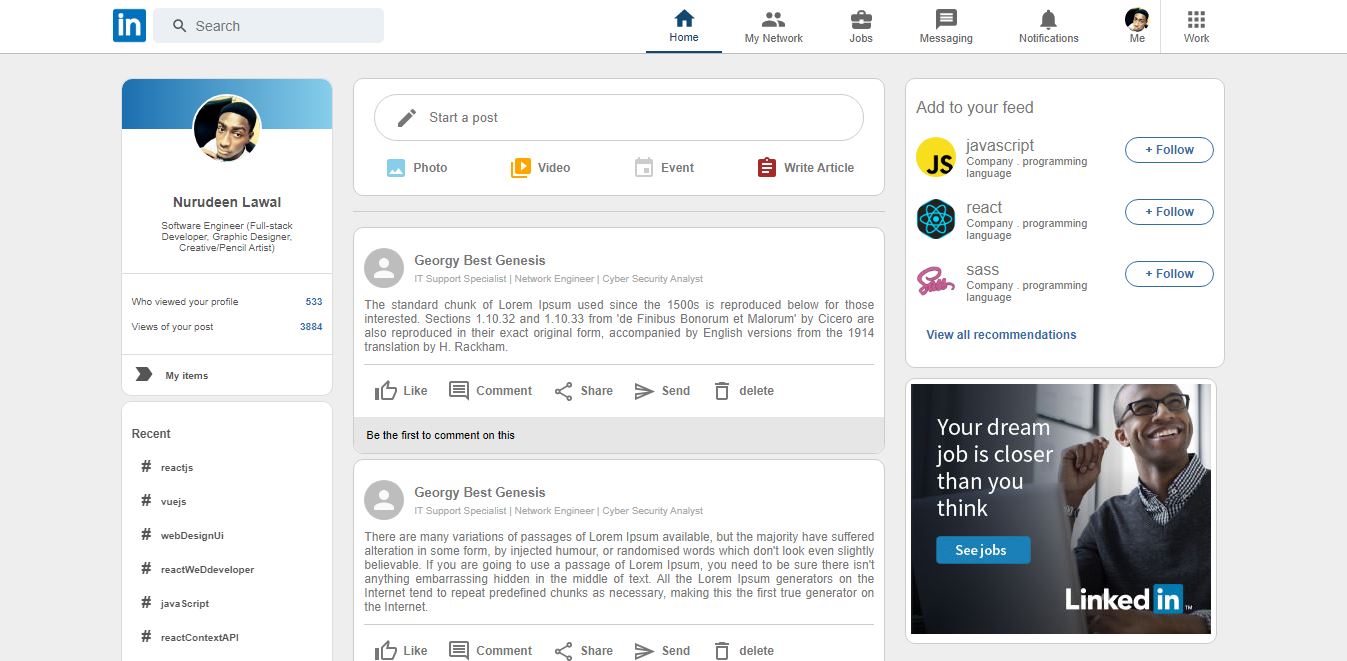 in Search
Home
My Network
Jobs
Messaging
Notifications
Me
Work
Nurudeen Lawal
Software Engineer (Full-stack
Developer, Graphic Designer,
Creative/Pencil Artist)
Who viewed your profile 533
Views of your post 3884
My items
Recent
# reactjs
# vuejs
# webDesignUi
# reactWeDdeveloper
# javaScript
# reactContextAPI
Start a post
Photo Video Event Write Article
Georgy Best Genesis
IT Support Specialist | Network Engineer | Cyber Security Analyst
The standard chunk of Lorem Ipsum used since the 1500s is reproduced below for those
interested. Sections 1.10.32 and 1.10.33 from 'de Finibus Bonorum et Malorum' by Cicero are
also reproduced in their exact original form, accompanied by English versions from the 1914
translation by H. Rackham.
Like Comment Share Send delete
Be the first to comment on this
Georgy Best Genesis
IT Support Specialist | Network Engineer | Cyber Security Analyst
There are many variations of passages of Lorem Ipsum available, but the majority have suffered
alteration in some form, by injected humour, or randomised words which don't look even slightly
believable. If you are going to use a passage of Lorem Ipsum, you need to be sure there isn't
anything embarrassing hidden in the middle of text. All the Lorem Ipsum generators on the
Internet tend to repeat predefined chunks as necessary, making this the first true generator on
the Internet.
Like Comment Share Send delete
Add to your feed
JS
javascript
Company . programming
language
+ Follow
react
Company . programming
language
+ Follow
Sass
sass
Company . programming
language
+ Follow
View all recommendations
Your dream
job is closer
than you
think
See jobs
Linked in ™